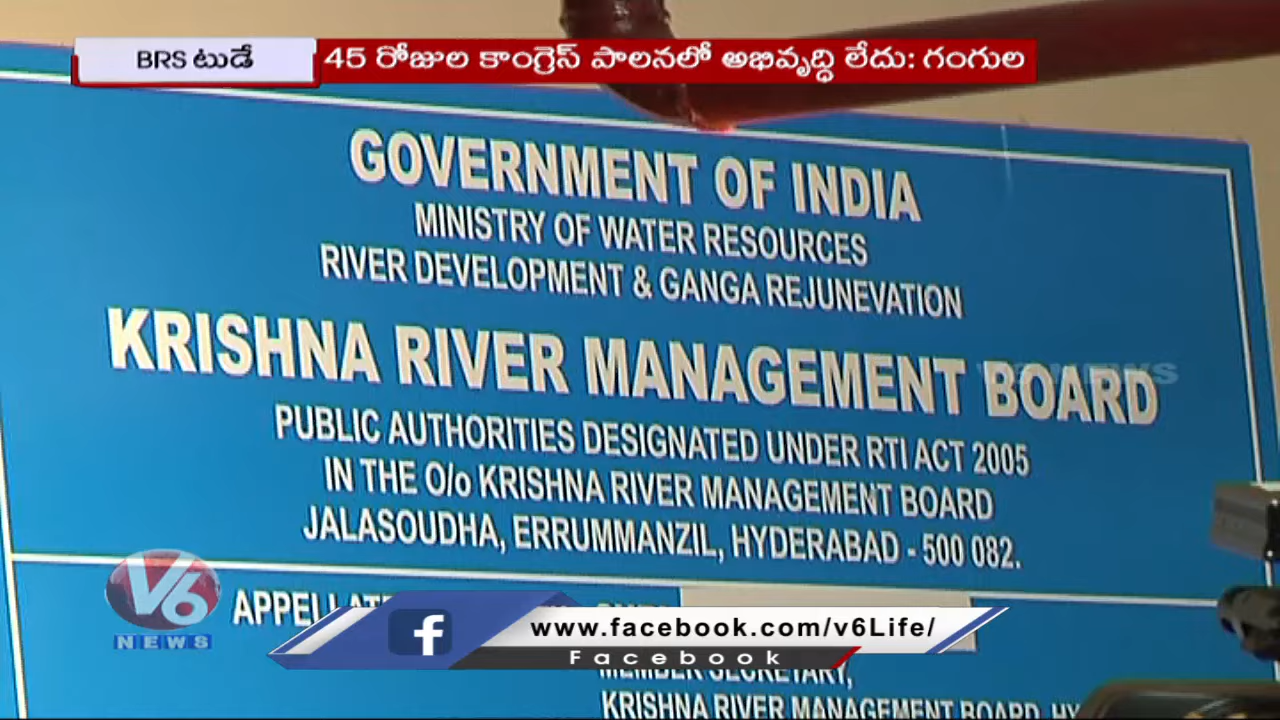 BRS టుడే
45 రోజుల కాంగ్రెస్ పాలనలో అభివృద్ధి లేదు: గంగుల
GOVERNMENT OF INDIA
MINISTRY OF WATER RESOURCES
RIVER DEVELOPMENT & GANGA REJUNEVATION
KRISHNA RIVER MANAGEMENT BOARD
V6 NEWS
PUBLIC AUTHORITIES DESIGNATED UNDER RTI ACT 2005
IN THE O/o KRISHNA RIVER MANAGEMENT BOARD
JALASOUDHA, ERRUMMANZIL, HYDERABAD - 500 082.
V6
NEWS
f
www.facebook.com/v6Life/
Facebook
MEMBER SECRETARY,
KRISHNA RIVER MANAGEMENT BOARD,